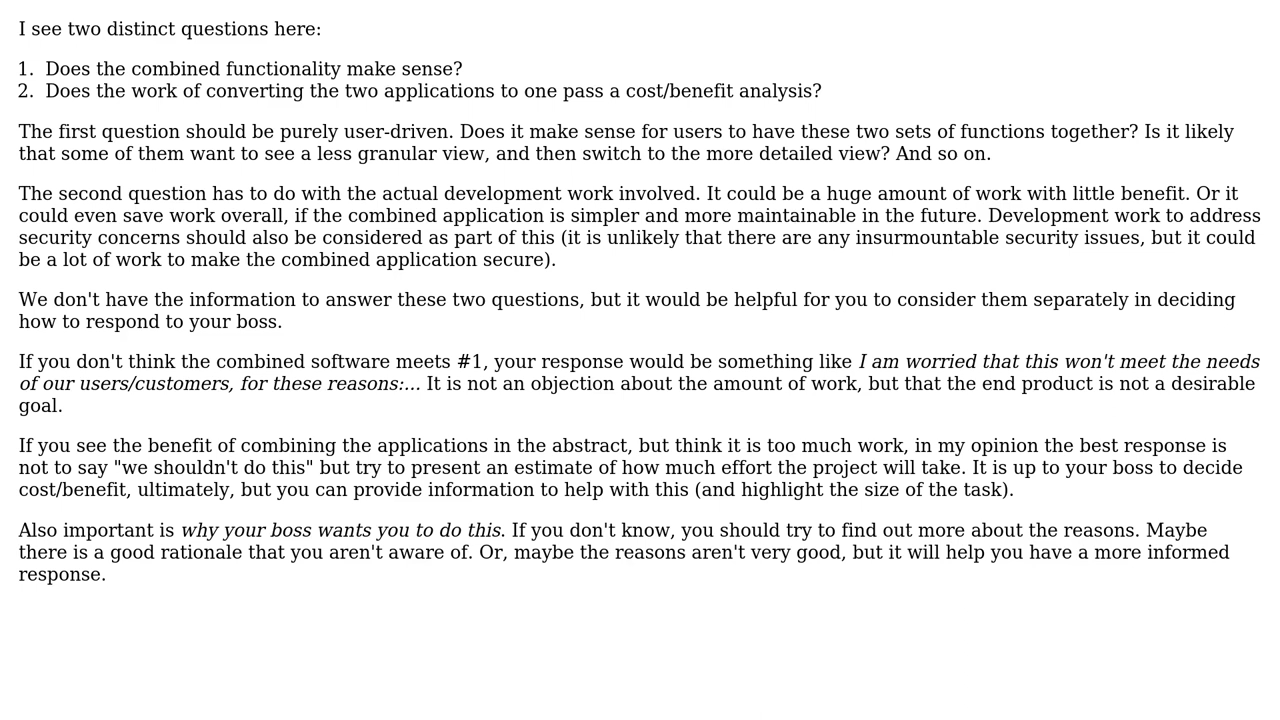 I see two distinct questions here:
1. Does the combined functionality make sense?
2. Does the work of converting the two applications to one pass a cost/benefit analysis?
The first question should be purely user-driven. Does it make sense for users to have these two sets of functions together? Is it likely
that some of them want to see a less granular view, and then switch to the more detailed view? And so on.
The second question has to do with the actual development work involved. It could be a huge amount of work with little benefit. Or it
could even save work overall, if the combined application is simpler and more maintainable in the future. Development work to address
security concerns should also be considered as part of this (it is unlikely that there are any insurmountable security issues, but it could
be a lot of work to make the combined application secure).
We don't have the information to answer these two questions, but it would be helpful for you to consider them separately in deciding
how to respond to your boss.
If you don't think the combined software meets #1, your response would be something like I am worried that this won't meet the needs
of our users/customers, for these reasons:... It is not an objection about the amount of work, but that the end product is not a desirable
goal.
If you see the benefit of combining the applications in the abstract, but think it is too much work, in my opinion the best response is
not to say "we shouldn't do this" but try to present an estimate of how much effort the project will take. It is up to your boss to decide
cost/benefit, ultimately, but you can provide information to help with this (and highlight the size of the task).
Also important is why your boss wants you to do this. If you don't know, you should try to find out more about the reasons. Maybe
there is a good rationale that you aren't aware of. Or, maybe the reasons aren't very good, but it will help you have a more informed
response.